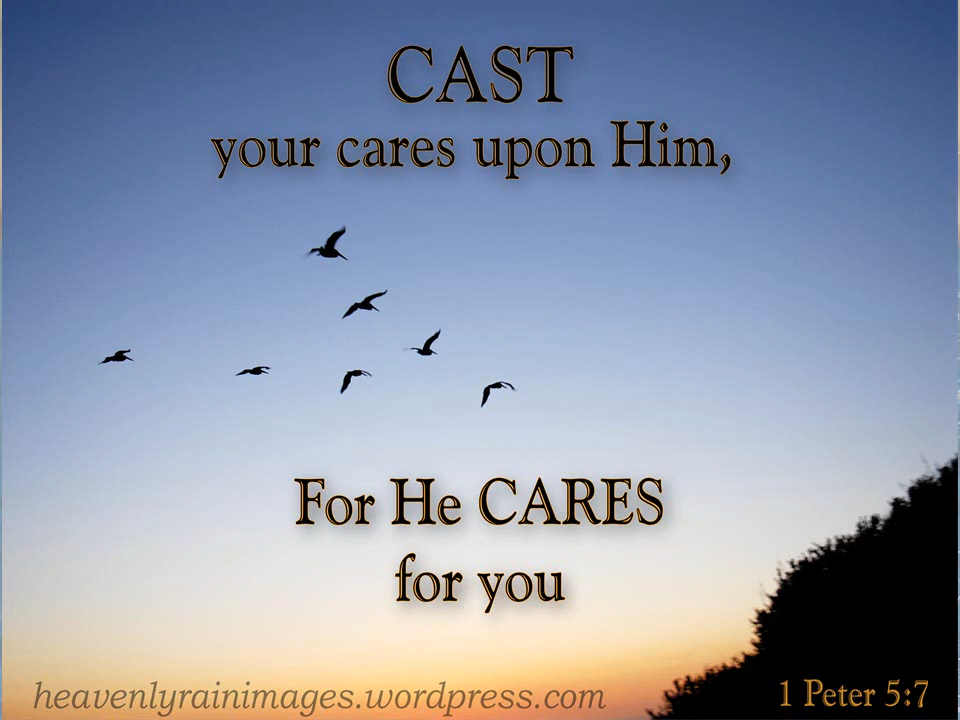 CAST
your cares upon Him,
For He CARES
for you
heavenlyrainimages.wordpress.com
1 Peter 5:7